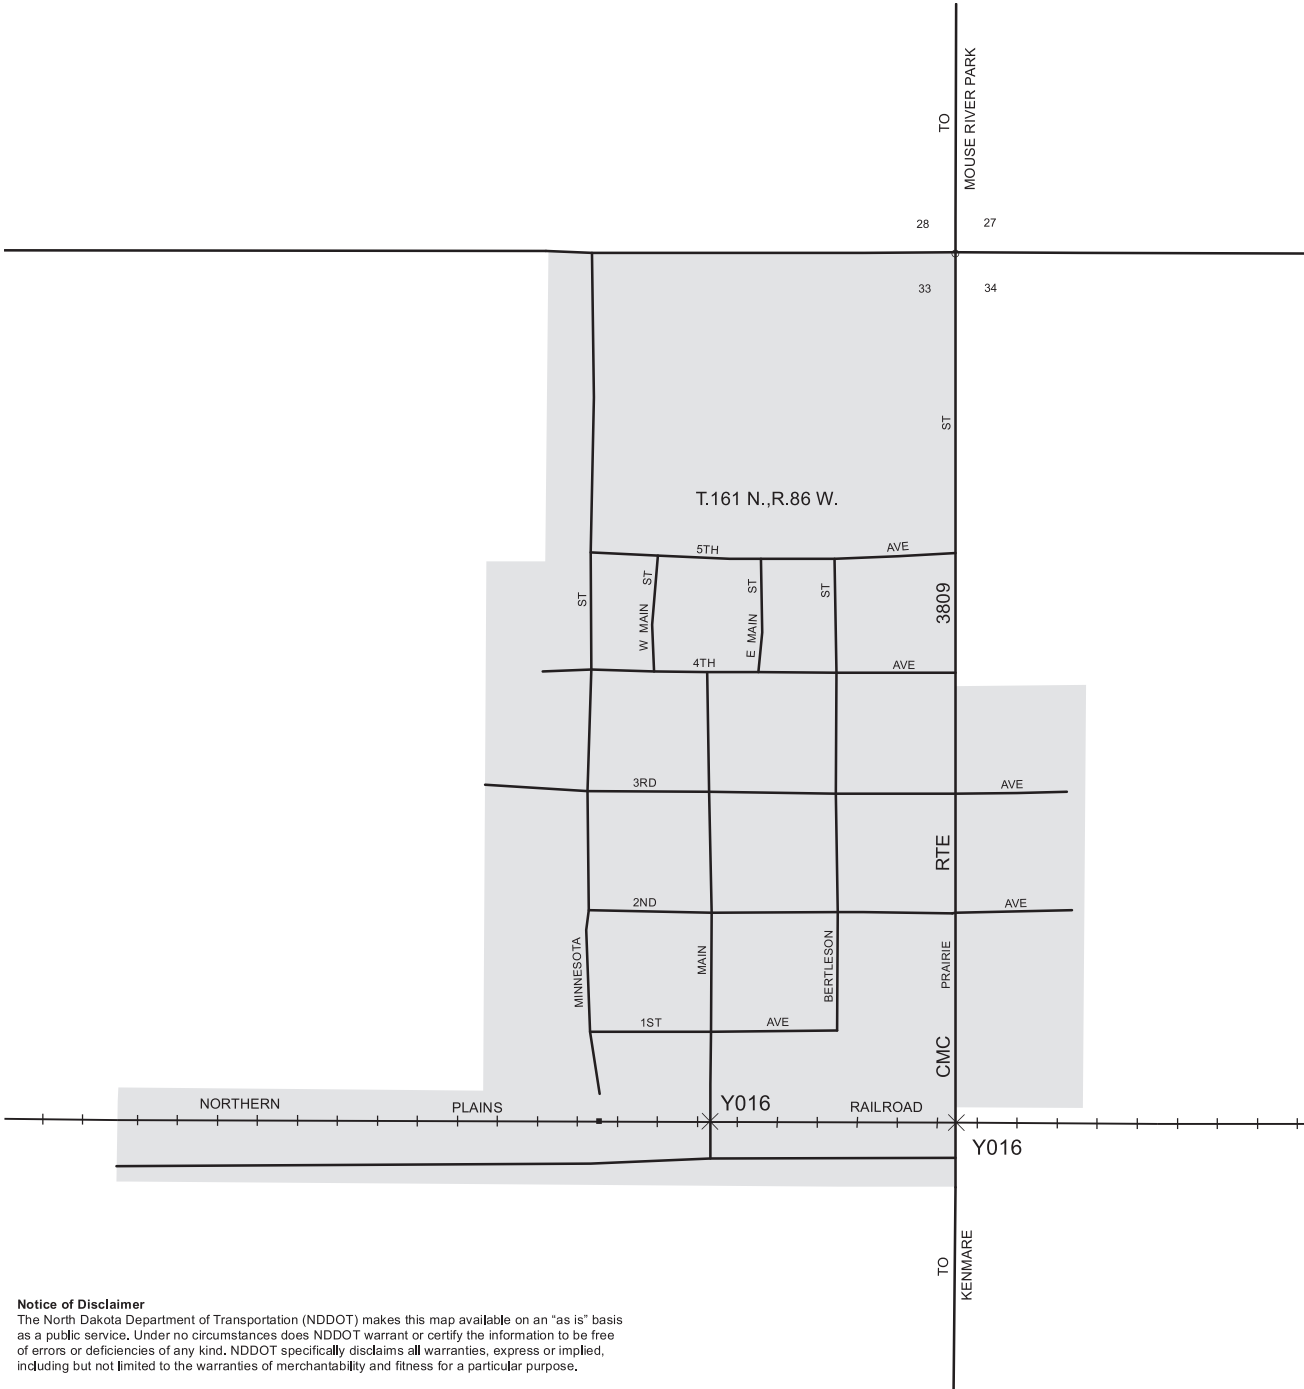 TO
MOUSE RIVER PARK
28
27
33
34
ST
T.161 N.,R.86 W.
5TH
AVE
ST
W MAIN
ST
E MAIN
ST
ST
3809
4TH
AVE
3RD
AVE
RTE
2ND
AVE
MINNESOTA
MAIN
BERTLESON
PRAIRIE
1ST
AVE
CMC
NORTHERN
PLAINS
Y016
RAILROAD
Y016
TO
KENMARE
Notice of Disclaimer
The North Dakota Department of Transportation (NDDOT) makes this map available on an “as is” basis
as a public service. Under no circumstances does NDDOT warrant or certify the information to be free
of errors or deficiencies of any kind. NDDOT specifically disclaims all warranties, express or implied,
including but not limited to the warranties of merchantability and fitness for a particular purpose.